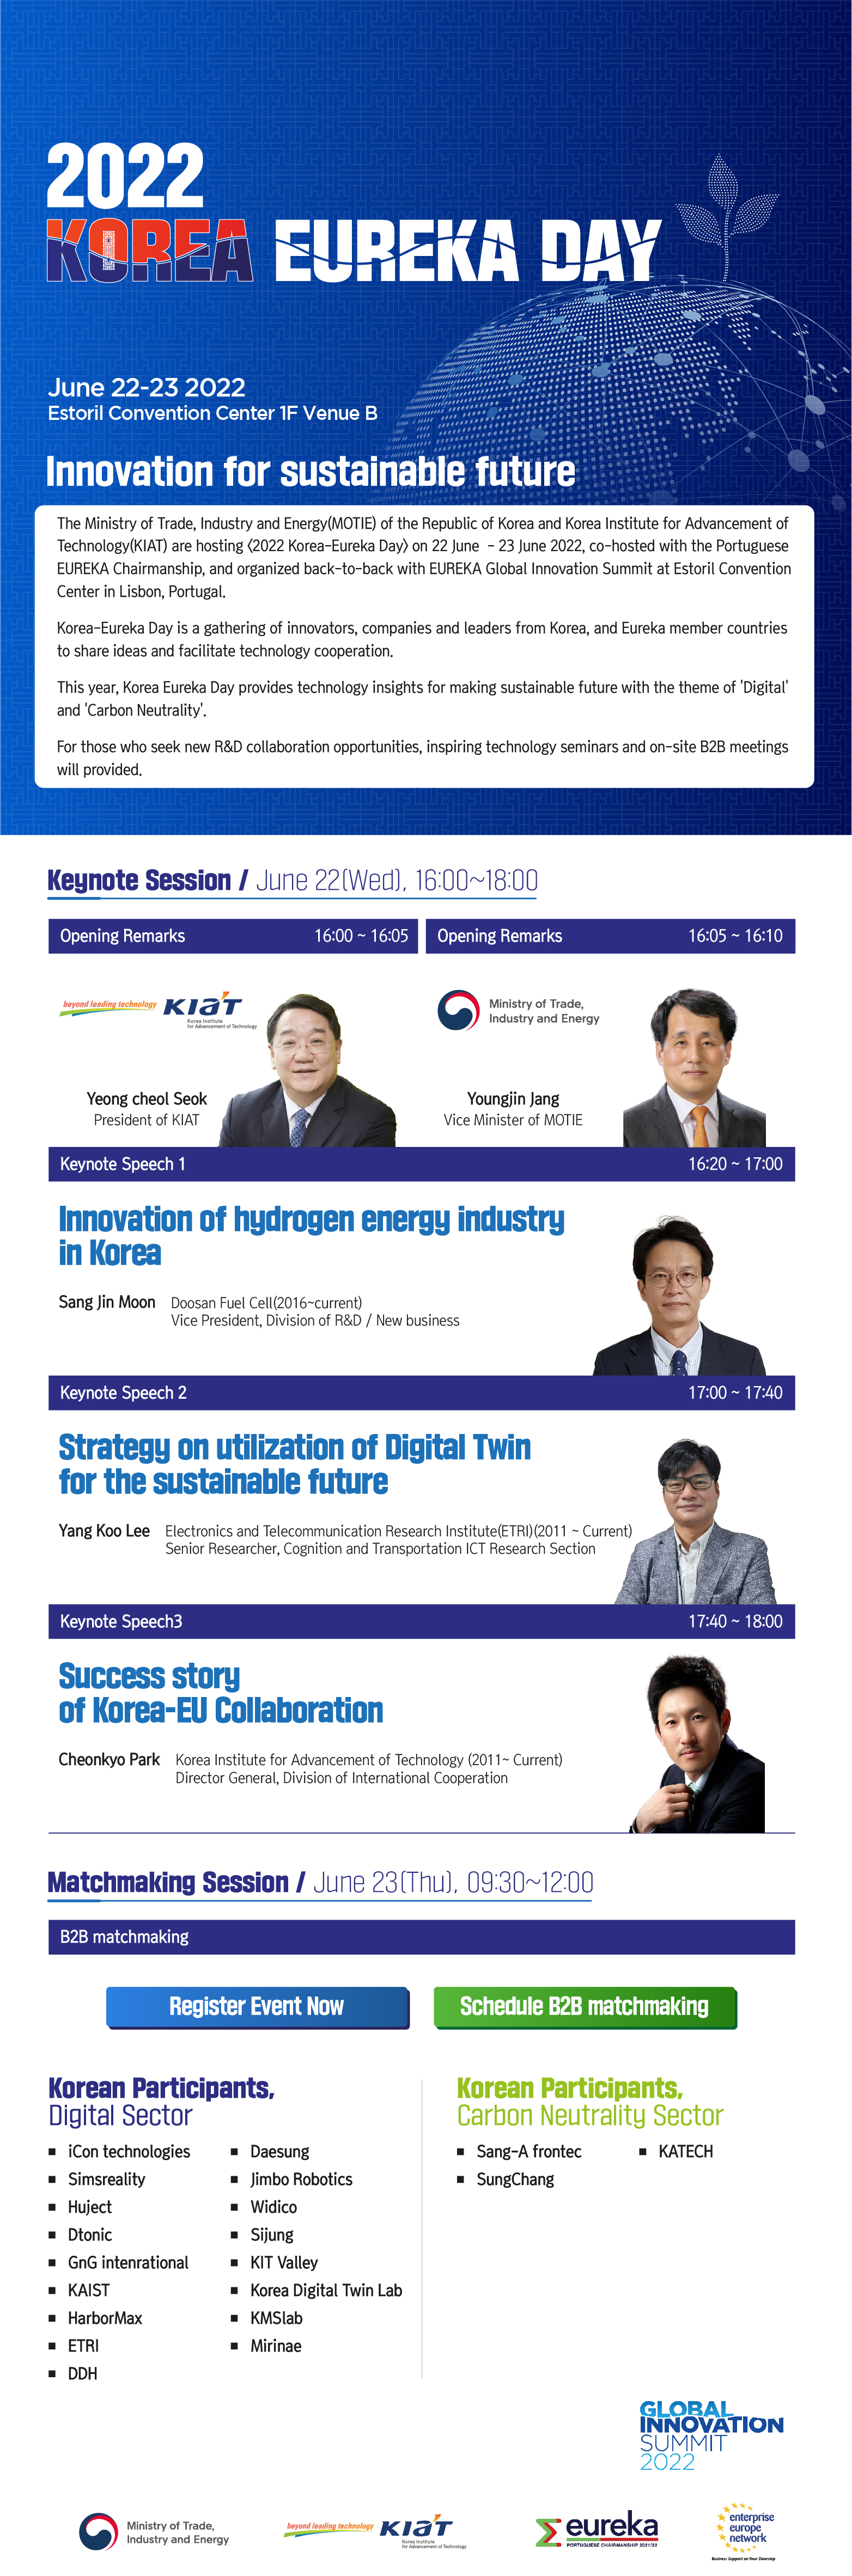 2022
KOREA EUREKA DAY
June 22-23 2022
Estoril Convention Center 1F Venue B
Innovation for sustainable future
The Ministry of Trade, Industry and Energy(MOTIE) of the Republic of Korea and Korea Institute for Advancement of
Technology(KIAT) are hosting 〈2022 Korea-Eureka Day〉 on 22 June - 23 June 2022, co-hosted with the Portuguese
EUREKA Chairmanship, and organized back-to-back with EUREKA Global Innovation Summit at Estoril Convention
Center in Lisbon, Portugal.
Korea-Eureka Day is a gathering of innovators, companies and leaders from Korea, and Eureka member countries
to share ideas and facilitate technology cooperation.
This year, Korea Eureka Day provides technology insights for making sustainable future with the theme of 'Digital'
and 'Carbon Neutrality'.
For those who seek new R&D collaboration opportunities, inspiring technology seminars and on-site B2B meetings
will provided.
Keynote Session / June 22(Wed), 16:00~18:00
Opening Remarks 16:00 ~ 16:05
Opening Remarks 16:05 ~ 16:10
beyond leading technology KIAT
Korea Institute
for Advancement of Technology
Yeong cheol Seok
President of KIAT
Ministry of Trade,
Industry and Energy
Youngjin Jang
Vice Minister of MOTIE
Keynote Speech 1 16:20 ~ 17:00
Innovation of hydrogen energy industry
in Korea
Sang Jin Moon Doosan Fuel Cell(2016~current)
Vice President, Division of R&D / New business
Keynote Speech 2 17:00 ~ 17:40
Strategy on utilization of Digital Twin
for the sustainable future
Yang Koo Lee Electronics and Telecommunication Research Institute(ETRI)(2011 ~ Current)
Senior Researcher, Cognition and Transportation ICT Research Section
Keynote Speech3 17:40 ~ 18:00
Success story
of Korea-EU Collaboration
Cheonkyo Park Korea Institute for Advancement of Technology (2011~ Current)
Director General, Division of International Cooperation
Matchmaking Session / June 23(Thu), 09:30~12:00
B2B matchmaking
Register Event Now
Schedule B2B matchmaking
Korean Participants,
Digital Sector
iCon technologies
Simsreality
Huject
Dtonic
GnG intenrational
KAIST
HarborMax
ETRI
DDH
Daesung
Jimbo Robotics
Widico
Sijung
KIT Valley
Korea Digital Twin Lab
KMSlab
Mirinae
Korean Participants,
Carbon Neutrality Sector
Sang-A frontec
SungChang
KATECH
GLOBAL
INNOVATION
SUMMIT
2022
Ministry of Trade,
Industry and Energy
beyond leading technology KIAT
Korea Institute
for Advancement of Technology
eureka
PORTUGUESE CHAIRMANSHIP 2021/22
enterprise
europe
network
Business Support on Your Doorstep